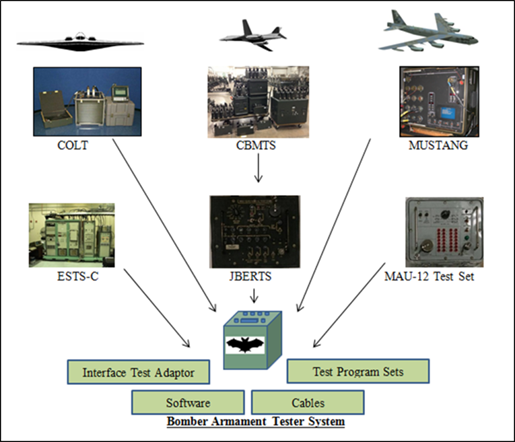 COLT
CBMTS
MUSTANG
ESTS-C
JBERTS
MAU-12 Test Set
Interface Test Adaptor
Test Program Sets
Software
Cables
Bomber Armament Tester System